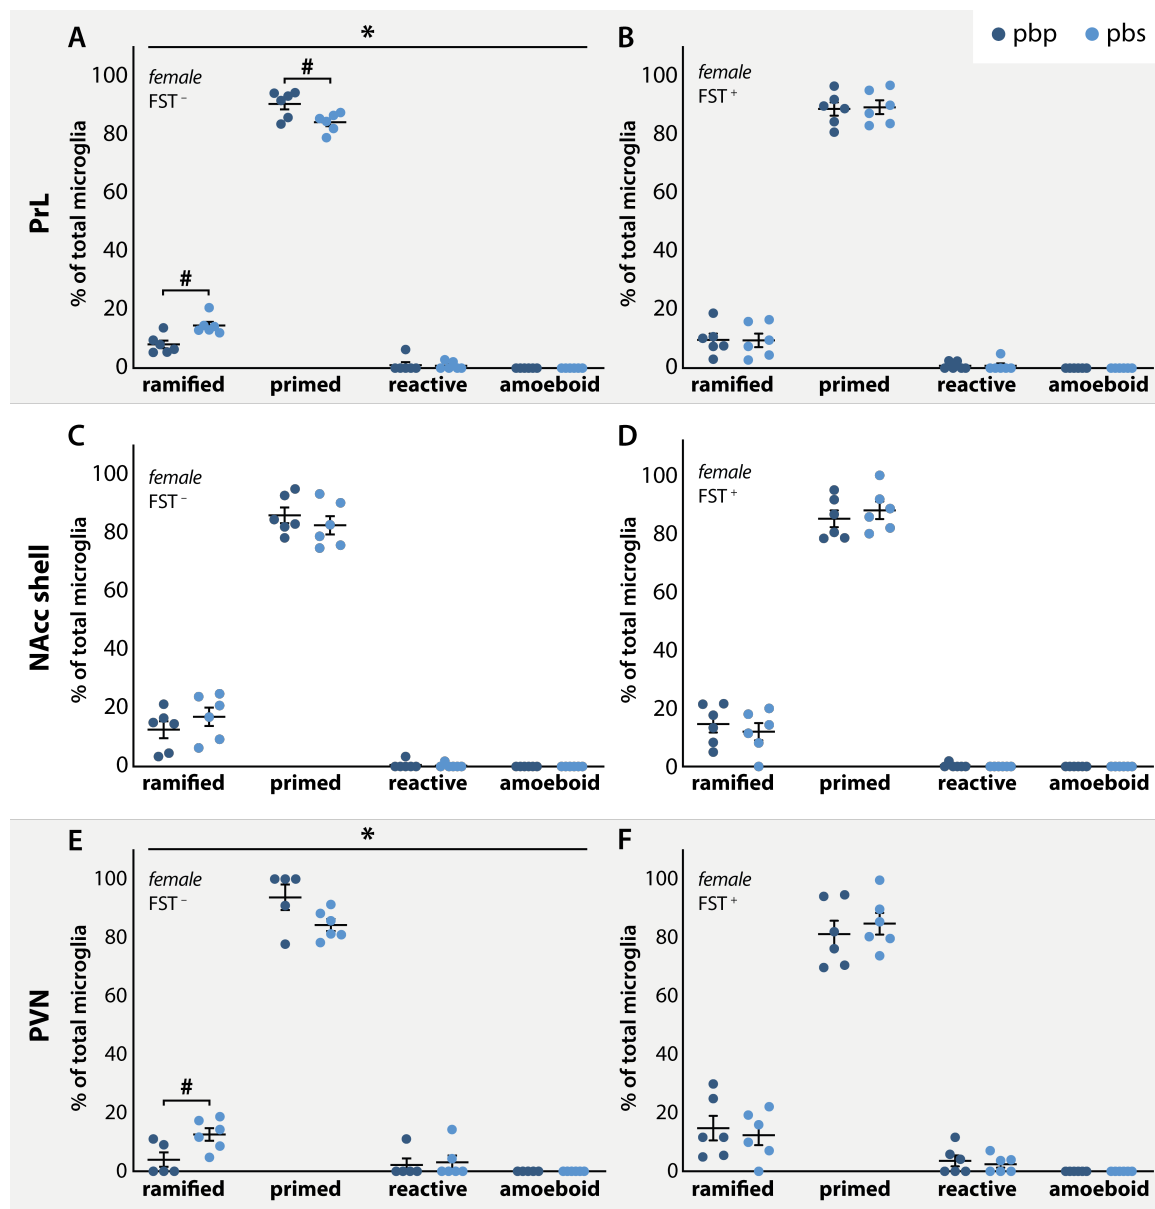 A
*
B
pbp
pbs
PrL
% of total microglia
100
80
60
40
20
0
female
FST⁻
#
#
ramified
primed
reactive
amoeboid
% of total microglia
100
80
60
40
20
0
female
FST⁺
ramified
primed
reactive
amoeboid
C
D
NAcc shell
% of total microglia
100
80
60
40
20
0
female
FST⁻
ramified
primed
reactive
amoeboid
% of total microglia
100
80
60
40
20
0
female
FST⁺
ramified
primed
reactive
amoeboid
E
*
F
PVN
% of total microglia
100
80
60
40
20
0
female
FST⁻
#
ramified
primed
reactive
amoeboid
% of total microglia
100
80
60
40
20
0
female
FST⁺
ramified
primed
reactive
amoeboid